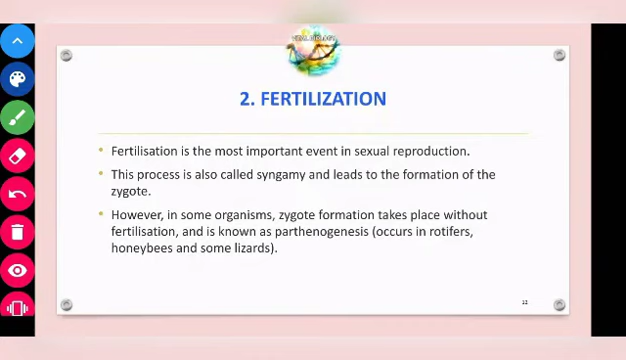 2. FERTILIZATION
• Fertilisation is the most important event in sexual reproduction.
• This process is also called syngamy and leads to the formation of the
zygote.
• However, in some organisms, zygote formation takes place without
fertilisation, and is known as parthenogenesis (occurs in rotifers,
honeybees and some lizards).